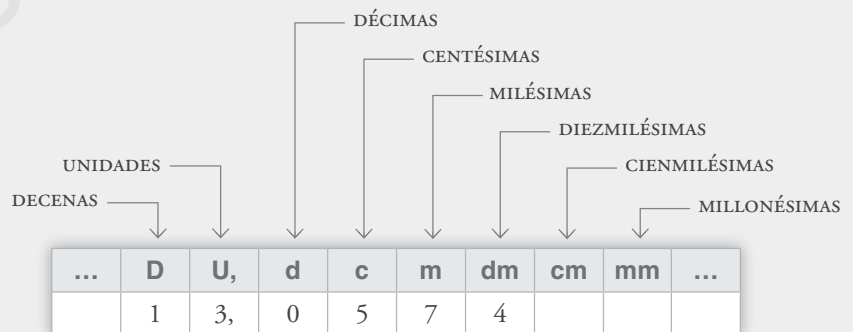 DÉCIMAS
CENTÉSIMAS
MILÉSIMAS
DIEZMILÉSIMAS
UNIDADES CIENMILÉSIMAS
DECENAS MILLONÉSIMAS
... D U, d c m dm cm mm ...
1 3, 0 5 7 4